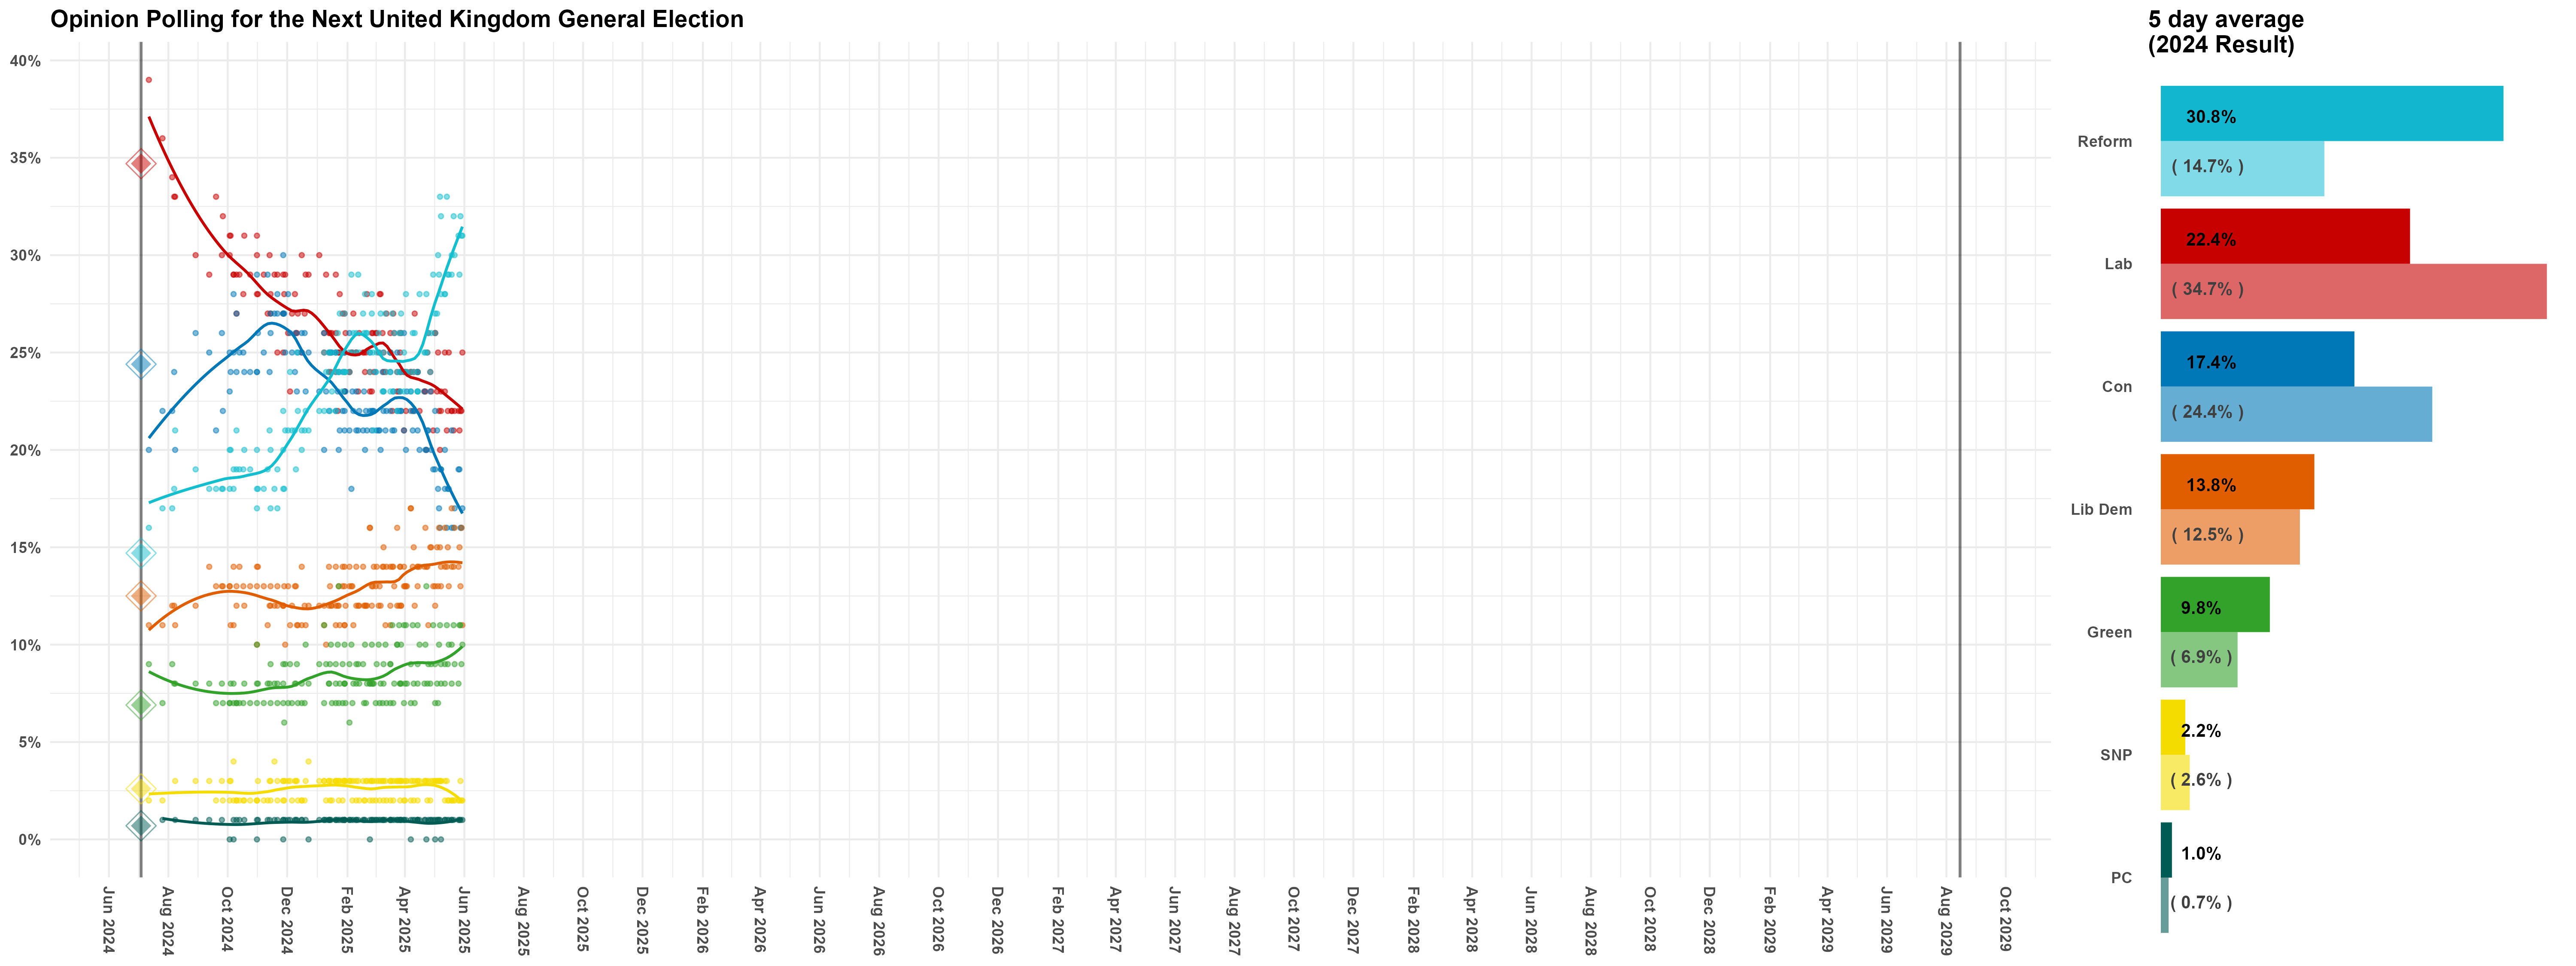 Opinion Polling for the Next United Kingdom General Election
40%
35%
30%
25%
20%
15%
10%
5%
0%
Jun 2024
Aug 2024
Oct 2024
Dec 2024
Feb 2025
Apr 2025
Jun 2025
Aug 2025
Oct 2025
Dec 2025
Feb 2026
Apr 2026
Jun 2026
Aug 2026
Oct 2026
Dec 2026
Feb 2027
Apr 2027
Jun 2027
Aug 2027
Oct 2027
Dec 2027
Feb 2028
Apr 2028
Jun 2028
Aug 2028
Oct 2028
Dec 2028
Feb 2029
Apr 2029
Jun 2029
Aug 2029
Oct 2029
5 day average
(2024 Result)
Reform
30.8%
( 14.7% )
Lab
22.4%
( 34.7% )
Con
17.4%
( 24.4% )
Lib Dem
13.8%
( 12.5% )
Green
9.8%
( 6.9% )
SNP
2.2%
( 2.6% )
PC
1.0%
( 0.7% )